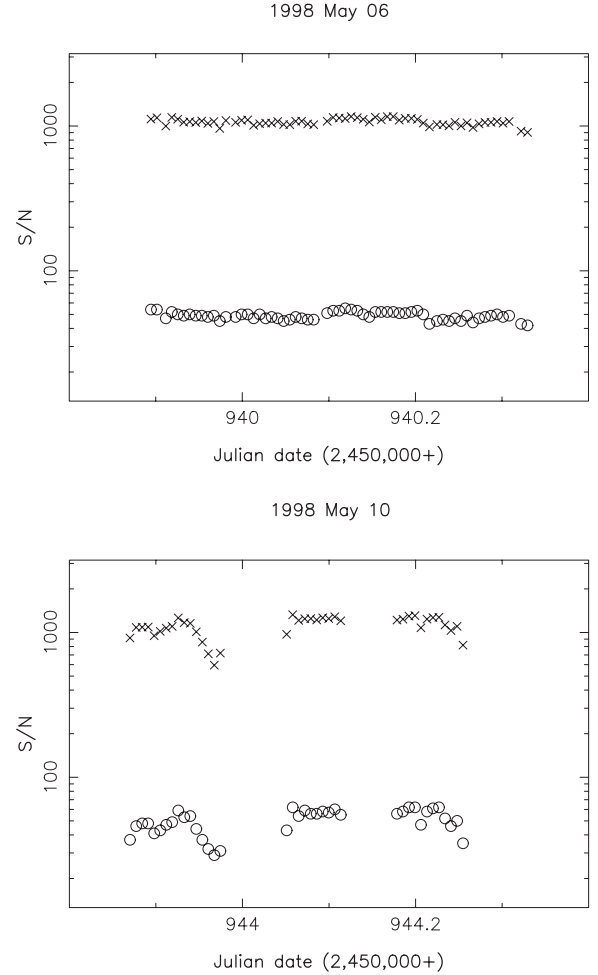 1998 May 06
1000
100
S/N
940
940.2
Julian date (2,450,000+)
1998 May 10
1000
100
S/N
944
944.2
Julian date (2,450,000+)